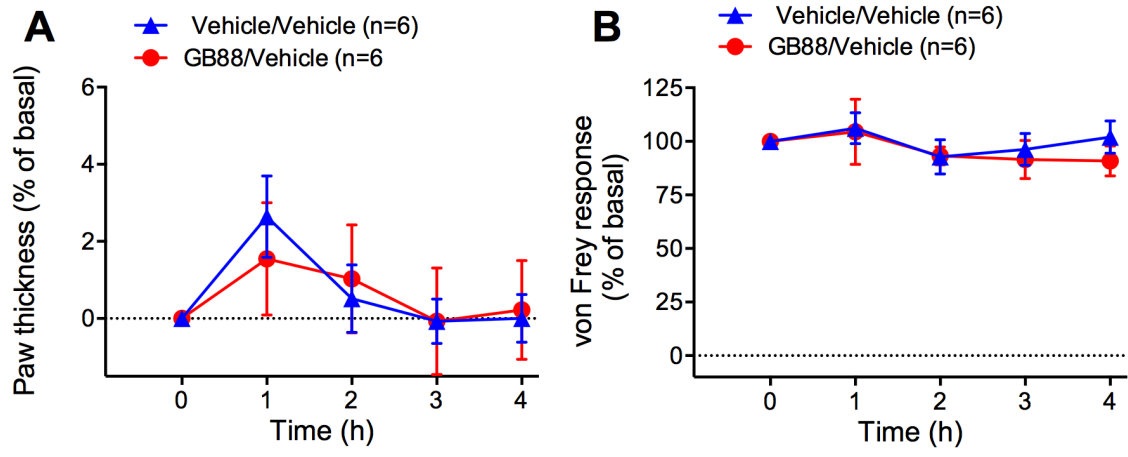 A
Vehicle/Vehicle (n=6)
GB88/Vehicle (n=6
Paw thickness (% of basal)
6
4
2
0
0 1 2 3 4
Time (h)
B
Vehicle/Vehicle (n=6)
GB88/Vehicle (n=6)
von Frey response
(% of basal)
125
100
75
50
25
0
0 1 2 3 4
Time (h)